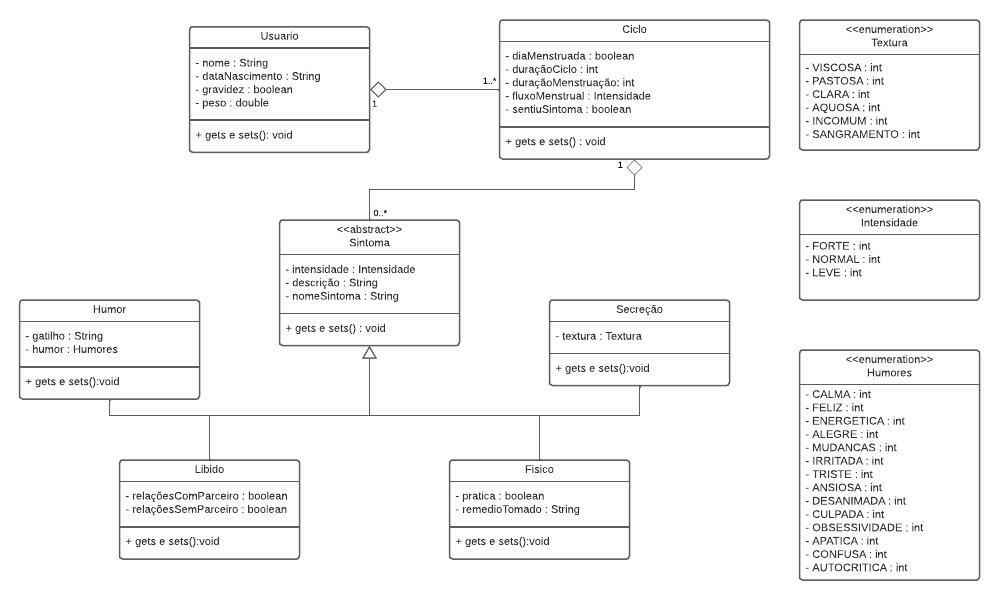 Usuario
- nome : String
- dataNascimento : String
- gravidez : boolean
- peso : double
+ gets e sets(): void
1
1..*
Ciclo
- diaMenstruada : boolean
- duraçãoCiclo : int
- duraçãoMenstruação: int
- fluxoMenstrual : Intensidade
- sentiuSintoma : boolean
+ gets e sets() : void
1
0..*
<<enumeration>>
Textura
- VISCOSA : int
- PASTOSA : int
- CLARA : int
- AQUOSA : int
- INCOMUM : int
- SANGRAMENTO : int
<<abstract>>
Sintoma
- intensidade : Intensidade
- descrição : String
- nomeSintoma : String
+ gets e sets() : void
<<enumeration>>
Intensidade
- FORTE : int
- NORMAL : int
- LEVE : int
Humor
- gatilho : String
- humor : Humores
+ gets e sets():void
Secreção
- textura : Textura
+ gets e sets():void
<<enumeration>>
Humores
- CALMA : int
- FELIZ : int
- ENERGETICA : int
- ALEGRE : int
- MUDANCAS : int
- IRRITADA : int
- TRISTE : int
- ANSIOSA : int
- DESANIMADA : int
- CULPADA : int
- OBSESSIVIDADE : int
- APATICA : int
- CONFUSA : int
- AUTOCRITICA : int
Libido
- relaçõesComParceiro : boolean
- relaçõesSemParceiro : boolean
+ gets e sets():void
Fisico
- pratica : boolean
- remedioTomado : String
+ gets e sets():void